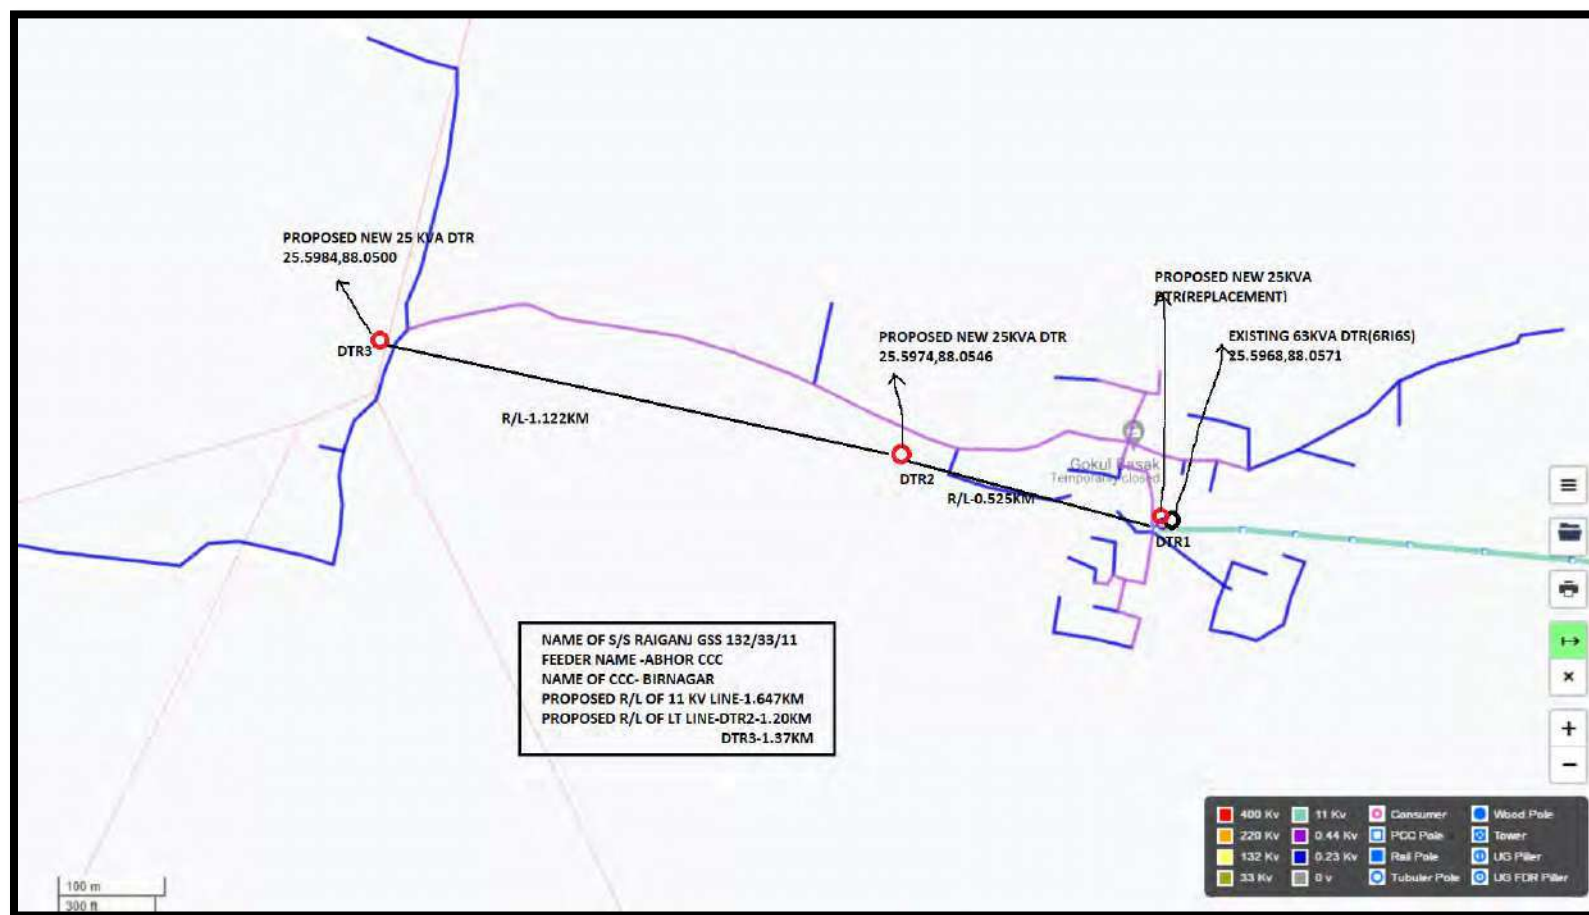 PROPOSED NEW 25 KVA DTR
25.5984,88.0500
DTR3
R/L-1.122KM
PROPOSED NEW 25KVA DTR
25.5974,88.0546
DTR2
R/L-0.525KM
PROPOSED NEW 25KVA
DTR(REPLACEMENT)
EXISTING 63KVA DTR(6RI6S)
25.5968,88.0571
Gokul Basak
Temporarily closed
DTR1
NAME OF S/S RAIGANJ GSS 132/33/11
FEEDER NAME -ABHOR CCC
NAME OF CCC- BIRNAGAR
PROPOSED R/L OF 11 KV LINE-1.647KM
PROPOSED R/L OF LT LINE-DTR2-1.20KM
DTR3-1.37KM
100 m
300 ft
400 Kv 11 Kv Consumer Wood Pole
220 Kv 0.44 Kv PCC Pole Tower
132 Kv 0.23 Kv Rail Pole UG Piller
33 Kv 0 v Tubuler Pole UG FDR Piller